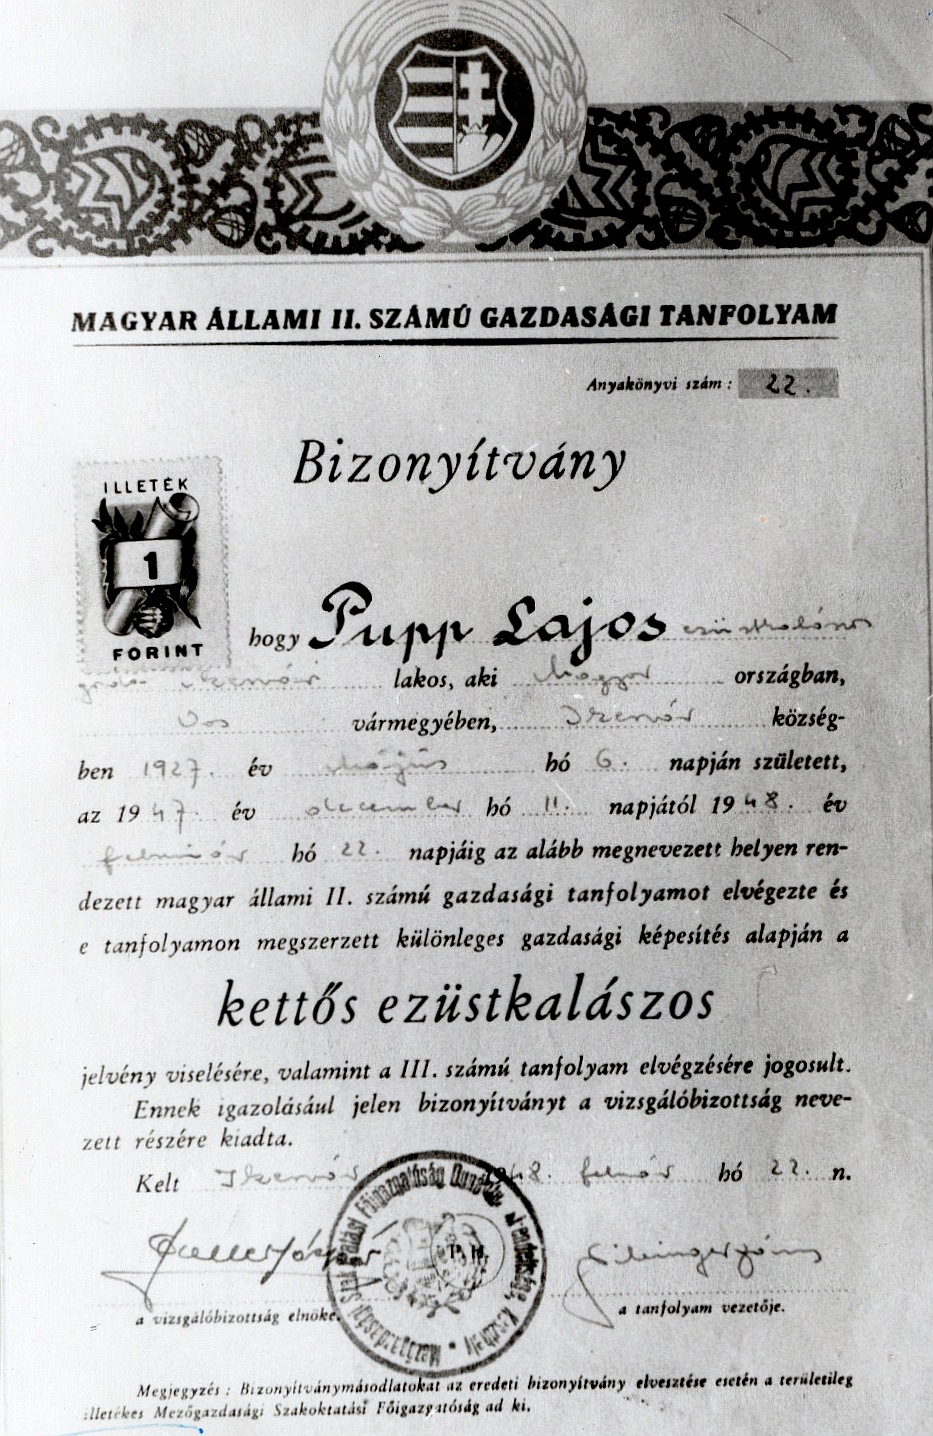 MAGYAR ÁLLAMI II. SZÁMÚ GAZDASÁGI TANFOLYAM
Anyakönyvi szám: 22.
Bizonyítvány
ILLETÉK
1
FORINT
hogy Pupp Lajos ezüstkalászos
gazda Ikervár lakos, aki Magyar országban,
Vas vármegyében, Ikervár község-
ben 1927. év május hó 6. napján született,
az 1947. év december hó 11. napjától 1948. év
február hó 22. napjáig az alább megnevezett helyen ren-
dezett magyar állami II. számú gazdasági tanfolyamot elvégezte és
e tanfolyamon megszerzett különleges gazdasági képesítés alapján a
kettős ezüstkalászos
jelvény viselésére, valamint a III. számú tanfolyam elvégzésére jogosult.
Ennek igazolásául jelen bizonyítványt a vizsgálóbizottság neve-
zett részére kiadta.
Kelt Ikervár 1948. február hó 22. n.
P. H.
a vizsgálóbizottság elnöke.
a tanfolyam vezetője.
Megjegyzés: Bizonyítványmásodlatokat az eredeti bizonyítvány elvesztése esetén a területileg
illetékes Mezőgazdasági Szakoktatási Főigazgatóság ad ki.